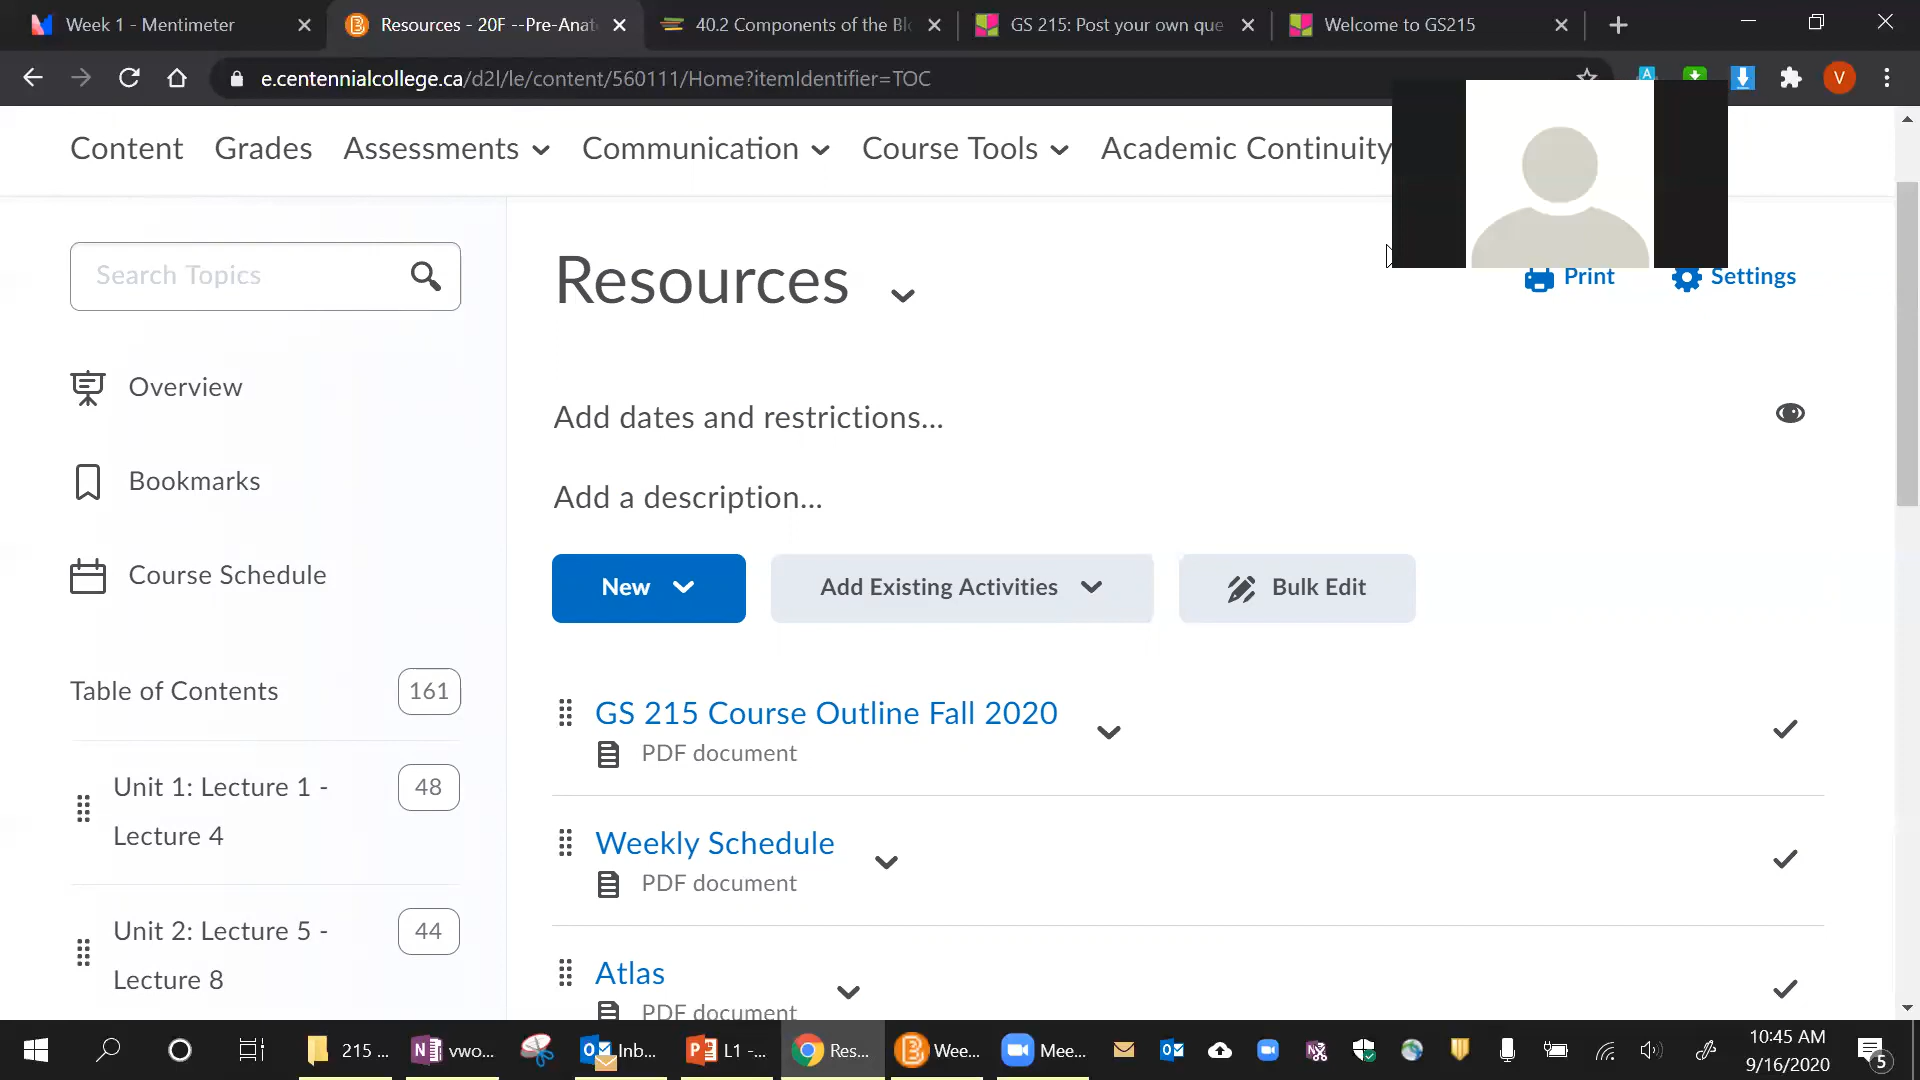 Week 1 - Mentimeter
Resources - 20F --Pre-Anat
40.2 Components of the Blo
GS 215: Post your own que
Welcome to GS215
e.centennialcollege.ca/d2l/le/content/560111/Home?itemIdentifier=TOC
V
Content Grades Assessments Communication Course Tools Academic Continuity
Search Topics
Resources
Print Settings
Overview
Add dates and restrictions...
Bookmarks
Add a description...
Course Schedule
New Add Existing Activities Bulk Edit
Table of Contents 161
GS 215 Course Outline Fall 2020
PDF document
Unit 1: Lecture 1 - 48
Lecture 4
Weekly Schedule
PDF document
Unit 2: Lecture 5 - 44
Lecture 8
Atlas
PDF document
215 ... vwo... Inb... L1 -... Res... Wee... Mee...
10:45 AM
9/16/2020
5